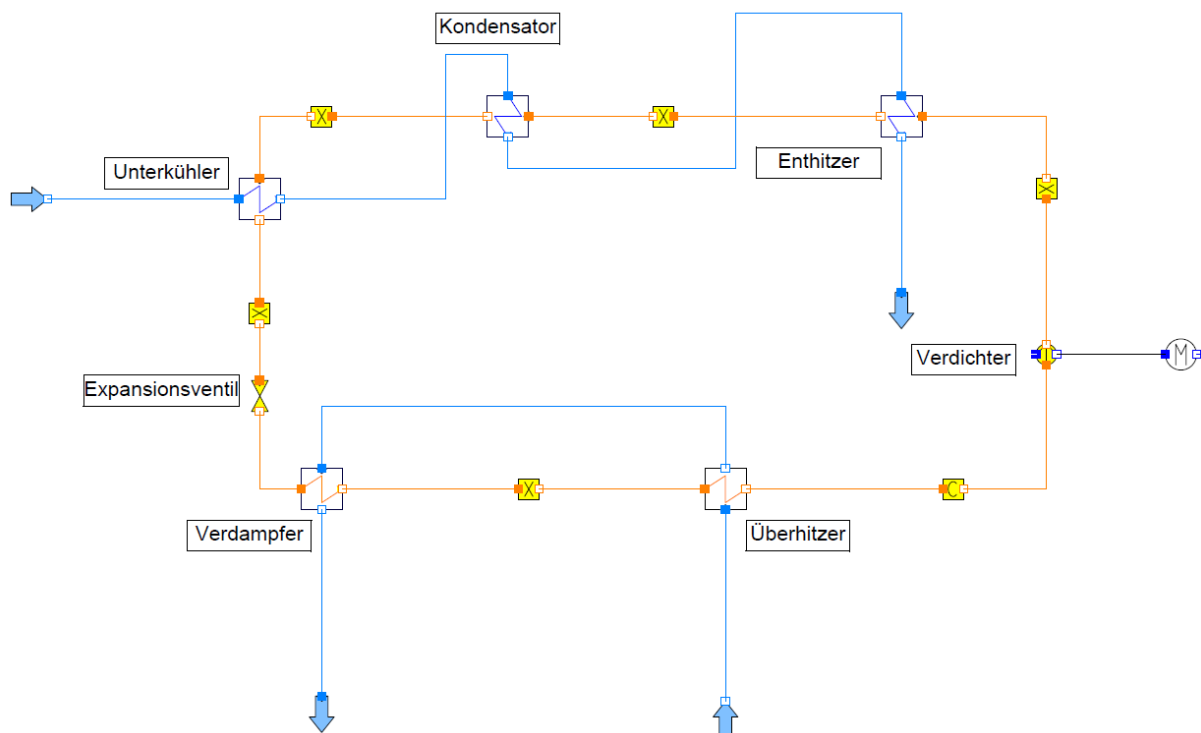 Kondensator
X
X
Enthitzer
Unterkühler
X
X
Verdichter
M
Expansionsventil
X
C
Verdampfer
Überhitzer